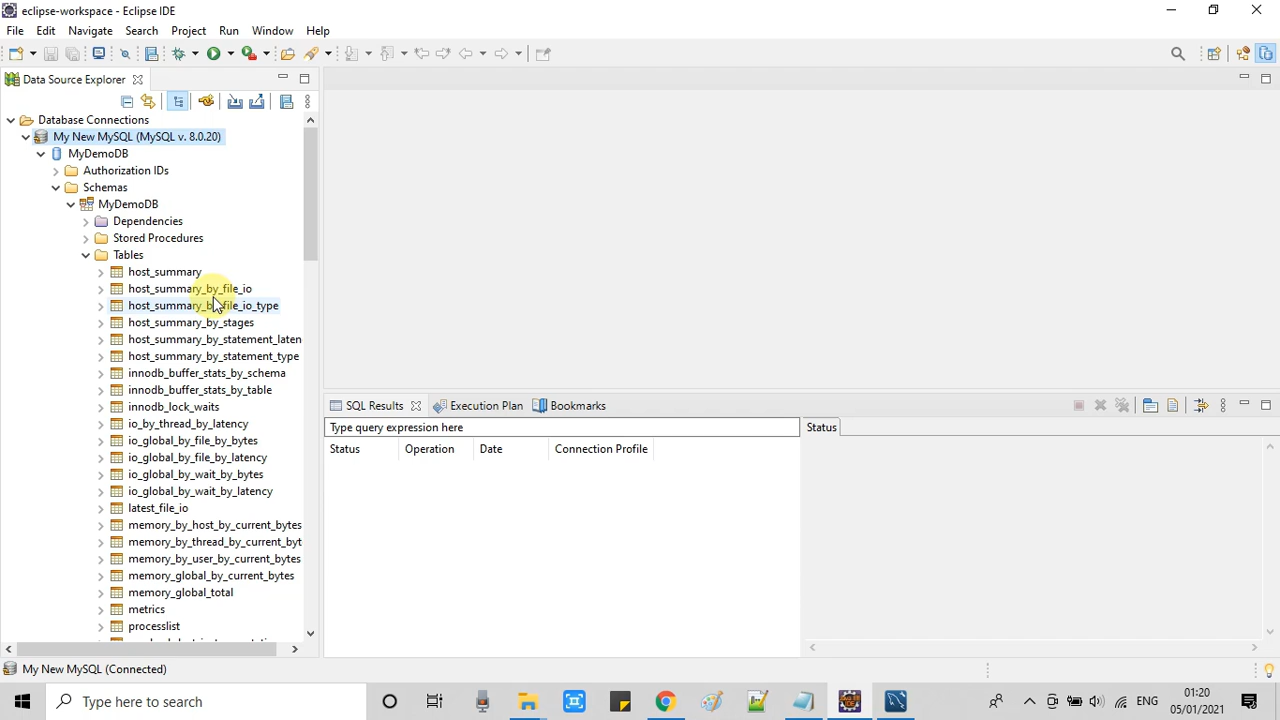 eclipse-workspace - Eclipse IDE
File Edit Navigate Search Project Run Window Help
Data Source Explorer
Database Connections
My New MySQL (MySQL v. 8.0.20)
MyDemoDB
Authorization IDs
Schemas
MyDemoDB
Dependencies
Stored Procedures
Tables
host_summary
host_summary_by_file_io
host_summary_by_file_io_type
host_summary_by_stages
host_summary_by_statement_laten
host_summary_by_statement_type
innodb_buffer_stats_by_schema
innodb_buffer_stats_by_table
innodb_lock_waits
io_by_thread_by_latency
io_global_by_file_by_bytes
io_global_by_file_by_latency
io_global_by_wait_by_bytes
io_global_by_wait_by_latency
latest_file_io
memory_by_host_by_current_bytes
memory_by_thread_by_current_byt
memory_by_user_by_current_bytes
memory_global_by_current_bytes
memory_global_total
metrics
processlist
SQL Results Execution Plan Bookmarks
Type query expression here
Status Operation Date Connection Profile
Status
My New MySQL (Connected)
Type here to search
ENG
01:20
05/01/2021